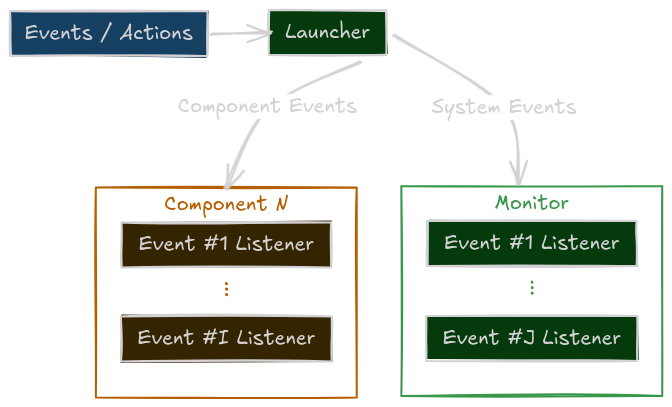 Events / Actions
Launcher
Component Events
System Events
Component N
Event #1 Listener
Event #I Listener
Monitor
Event #1 Listener
Event #J Listener